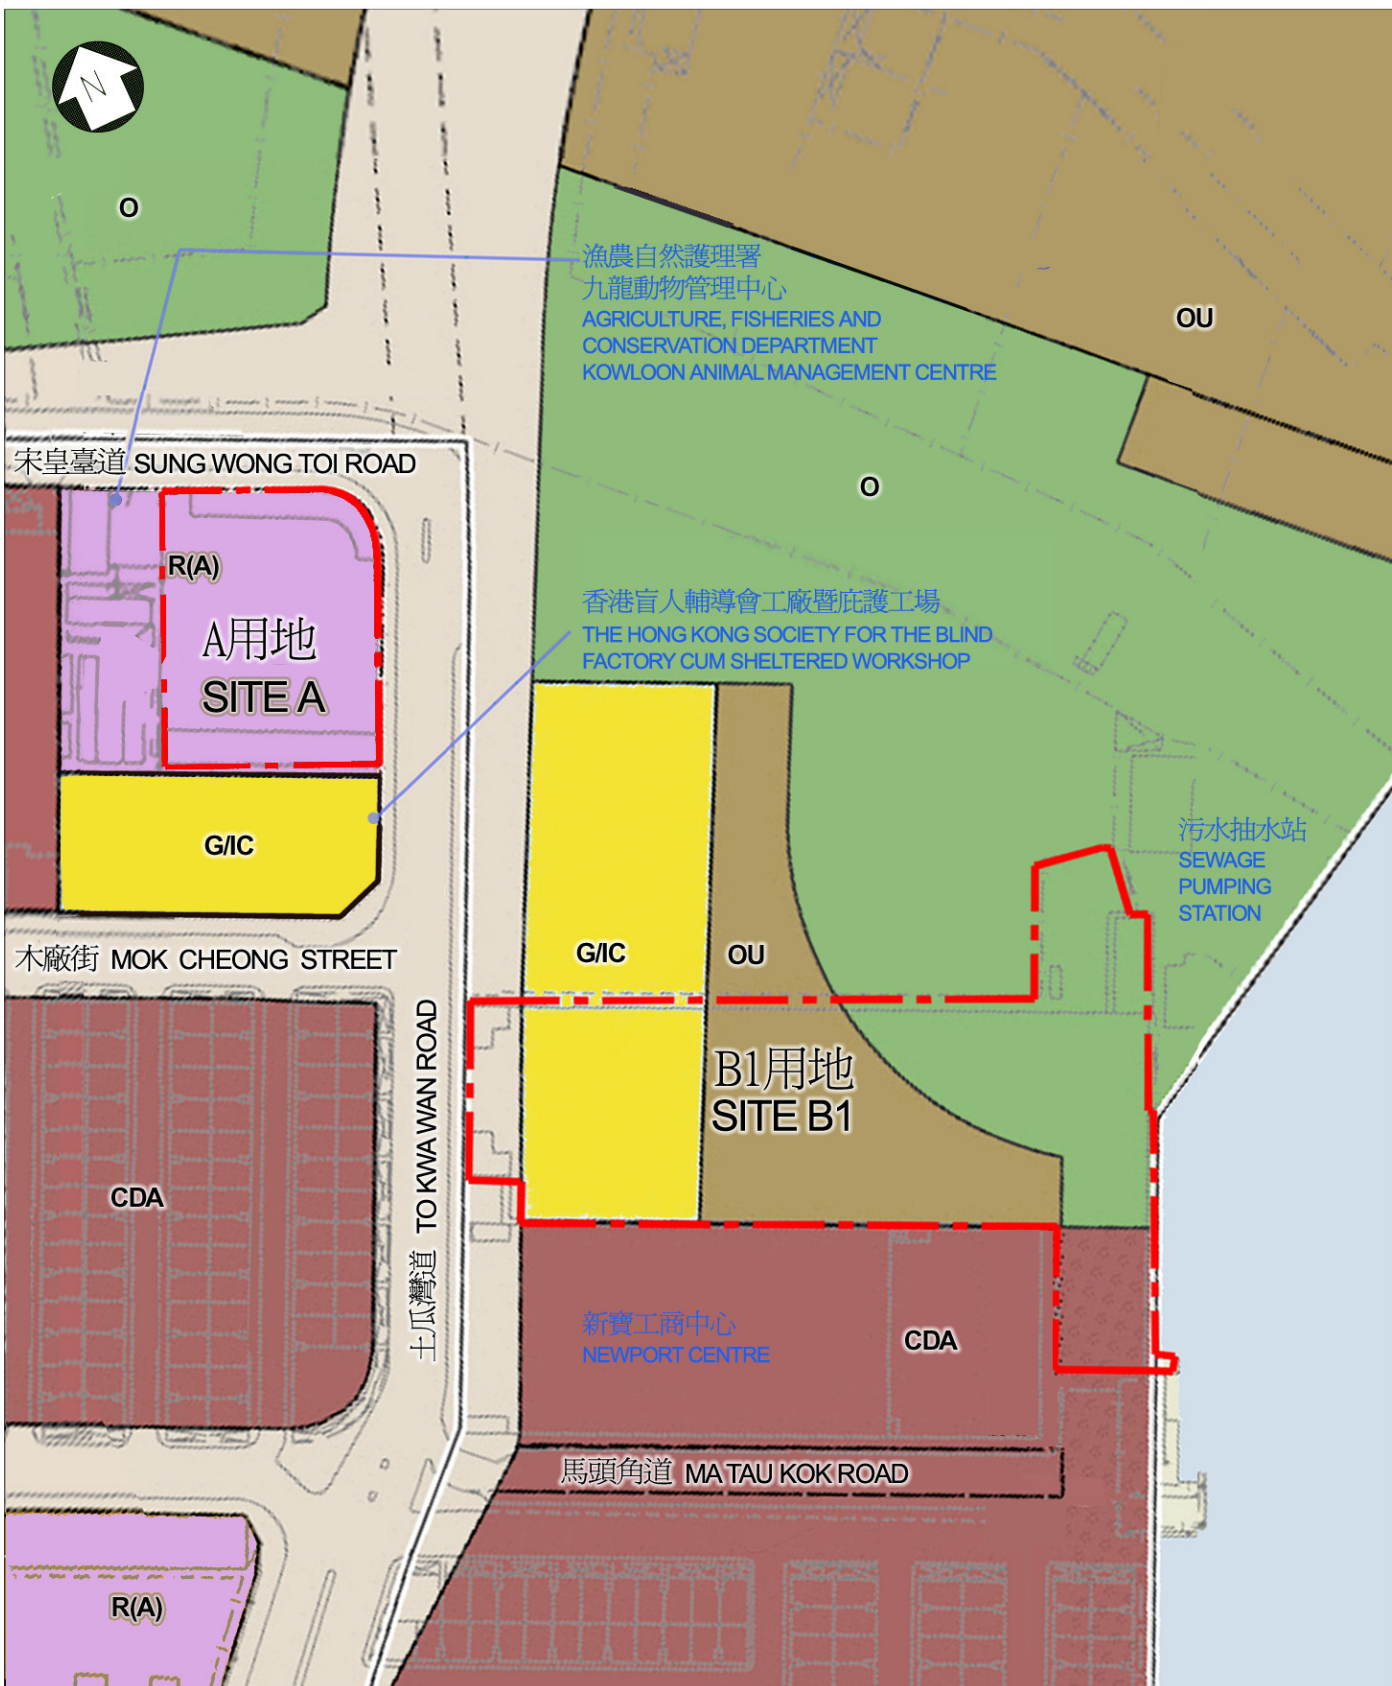 N
O
漁農自然護理署
九龍動物管理中心
AGRICULTURE, FISHERIES AND
CONSERVATION DEPARTMENT
KOWLOON ANIMAL MANAGEMENT CENTRE
OU
宋皇臺道 SUNG WONG TOI ROAD
O
R(A)
A用地
SITE A
香港盲人輔導會工廠暨庇護工場
THE HONG KONG SOCIETY FOR THE BLIND
FACTORY CUM SHELTERED WORKSHOP
G/IC
污水抽水站
SEWAGE
PUMPING
STATION
木廠街 MOK CHEONG STREET
G/IC
OU
土瓜灣道 TO KWA WAN ROAD
B1用地
SITE B1
CDA
新寶工商中心
NEWPORT CENTRE
CDA
馬頭角道 MA TAU KOK ROAD
R(A)